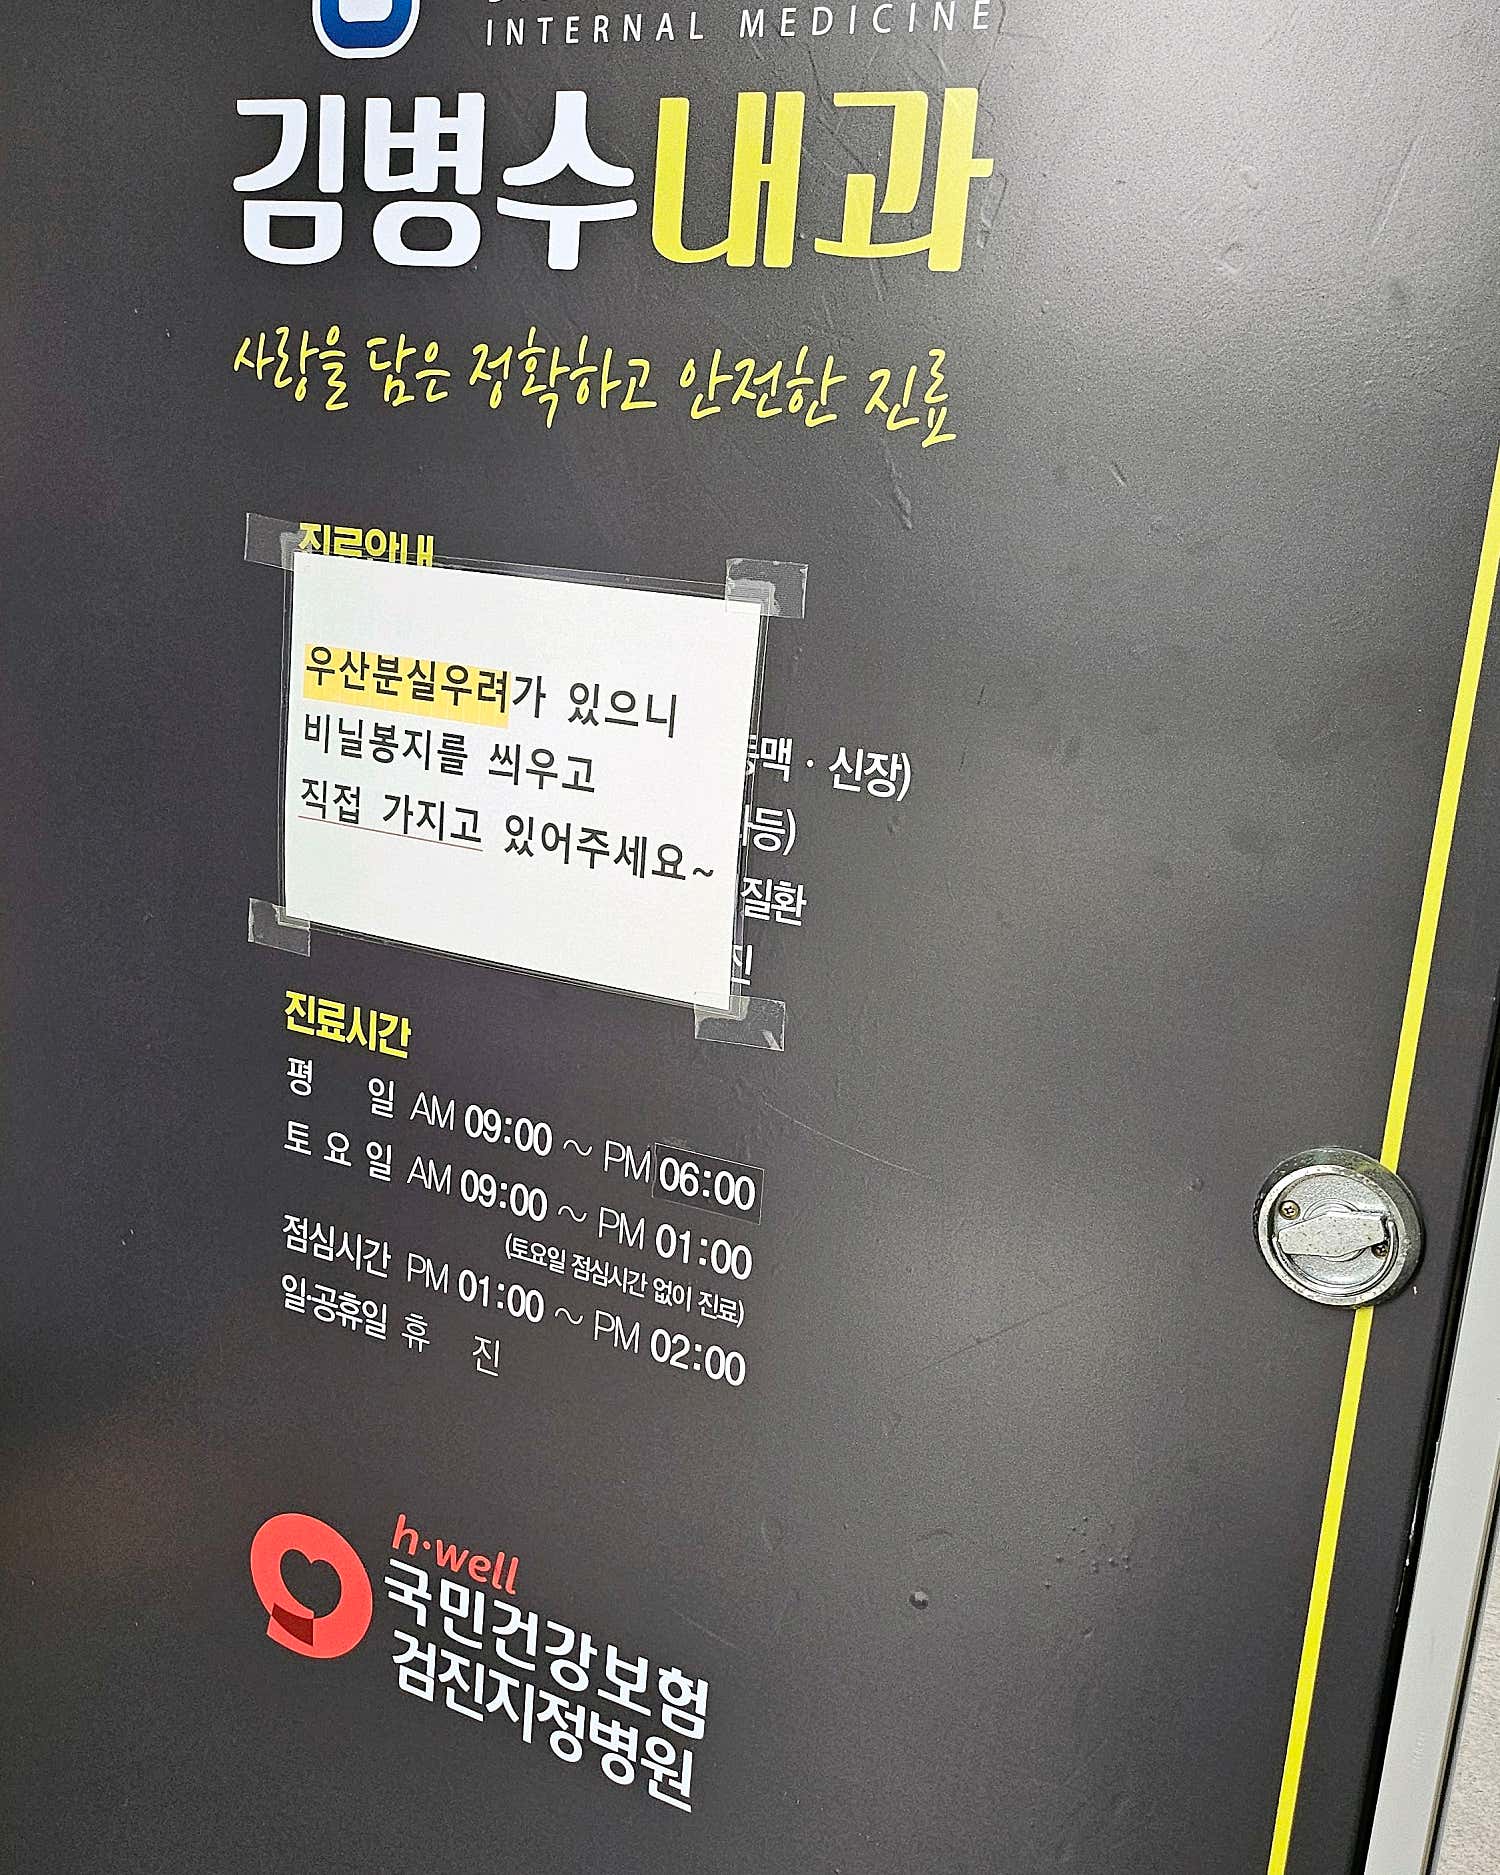 INTERNAL MEDICINE
김병수내과
사랑을 담은 정확하고 안전한 진료
진료안내
우산분실우려가 있으니
비닐봉지를 씌우고
직접 가지고 있어주세요~
맥 · 신장)
등)
질환
진료시간
평 일 AM 09:00 ~ PM 06:00
토요일 AM 09:00 ~ PM 01:00
(토요일 점심시간 없이 진료)
점심시간 PM 01:00 ~ PM 02:00
일·공휴일 휴 진
h·well
국민건강보험
검진지정병원